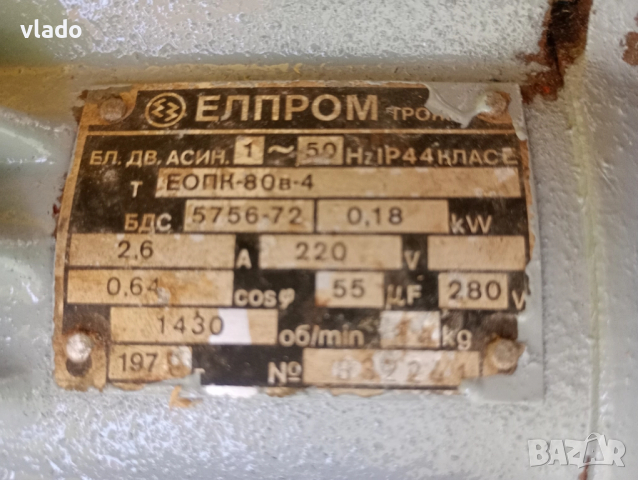 vlado
ЕЛПРОМ
БЛ. ДВ. АСИН. 1 ~ 50 Hz IP44 КЛАС Е
Т ЕОПК-80в-4
БДС 5756-72 0,18 kW
2,6 А 220 V
0,64 cosφ 55 μF 280 V
1430 об/min kg
№
BAZAR